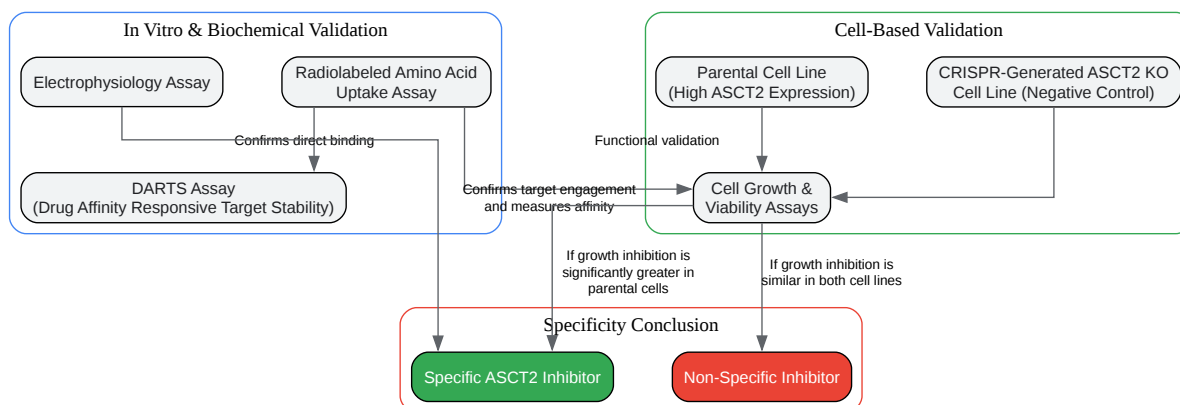 In Vitro & Biochemical Validation
Electrophysiology Assay
Radiolabeled Amino Acid
Uptake Assay
Confirms direct binding
DARTS Assay
(Drug Affinity Responsive Target Stability)
Cell-Based Validation
Parental Cell Line
(High ASCT2 Expression)
CRISPR-Generated ASCT2 KO
Cell Line (Negative Control)
Functional validation
Confirms target engagement
and measures affinity
Cell Growth &
Viability Assays
If growth inhibition is
significantly greater in
parental cells
If growth inhibition is
similar in both cell lines
Specificity Conclusion
Specific ASCT2 Inhibitor
Non-Specific Inhibitor